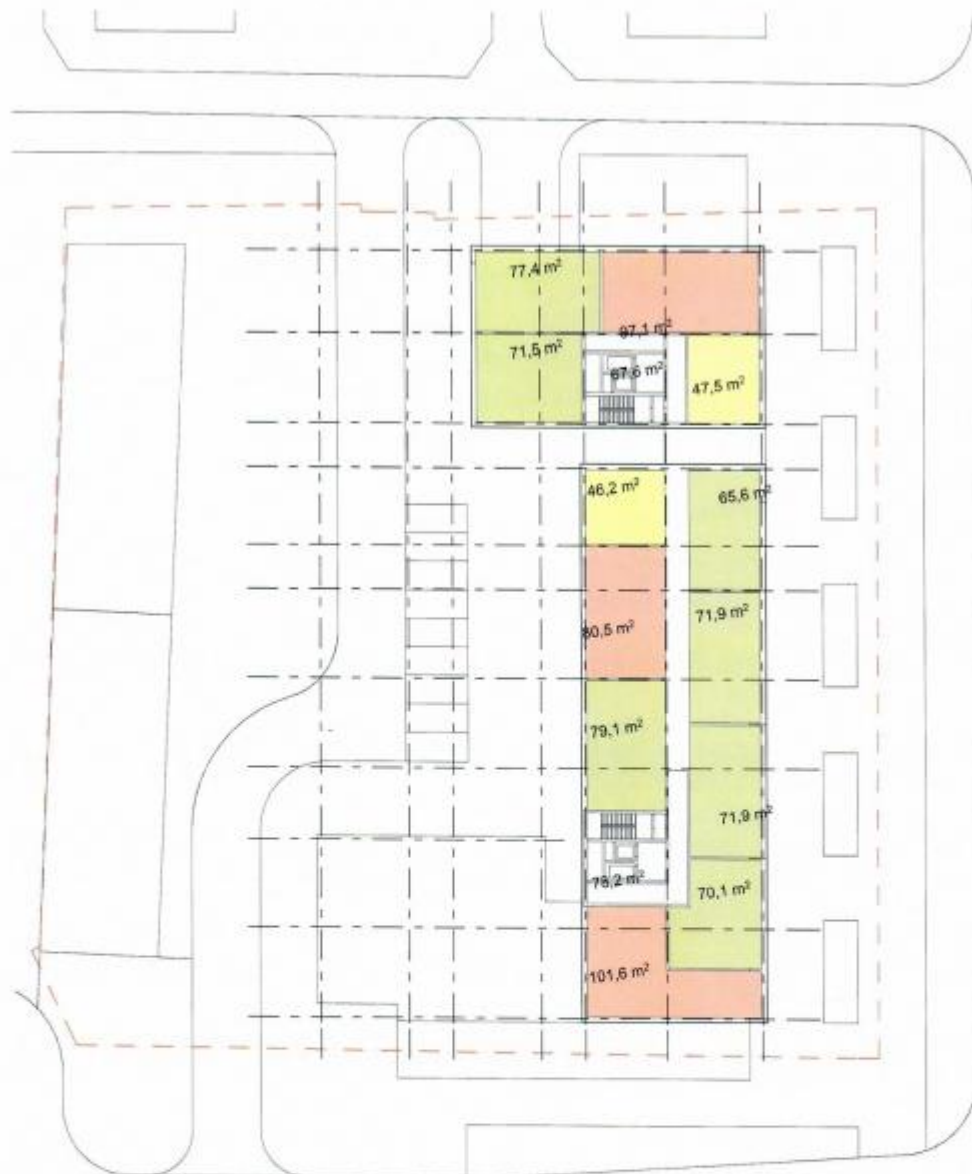 77,4 m²
97,1 m²
71,5 m²
67,6 m²
47,5 m²
46,2 m²
65,6 m²
71,9 m²
80,5 m²
79,1 m²
71,9 m²
78,2 m²
70,1 m²
101,6 m²